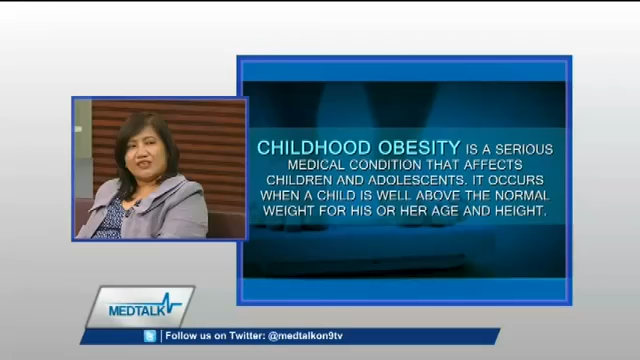 CHILDHOOD OBESITY IS A SERIOUS
MEDICAL CONDITION THAT AFFECTS
CHILDREN AND ADOLESCENTS. IT OCCURS
WHEN A CHILD IS WELL ABOVE THE NORMAL
WEIGHT FOR HIS OR HER AGE AND HEIGHT.
MEDTALK
Follow us on Twitter: @medtalkon9tv